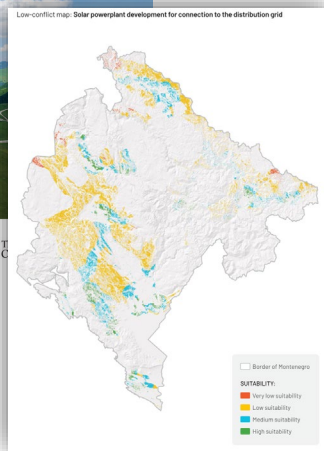 Low-conflict map: Solar powerplant development for connection to the distribution grid
T
C
Border of Montenegro
SUITABILITY:
Very low suitability
Low suitability
Medium suitability
High suitability